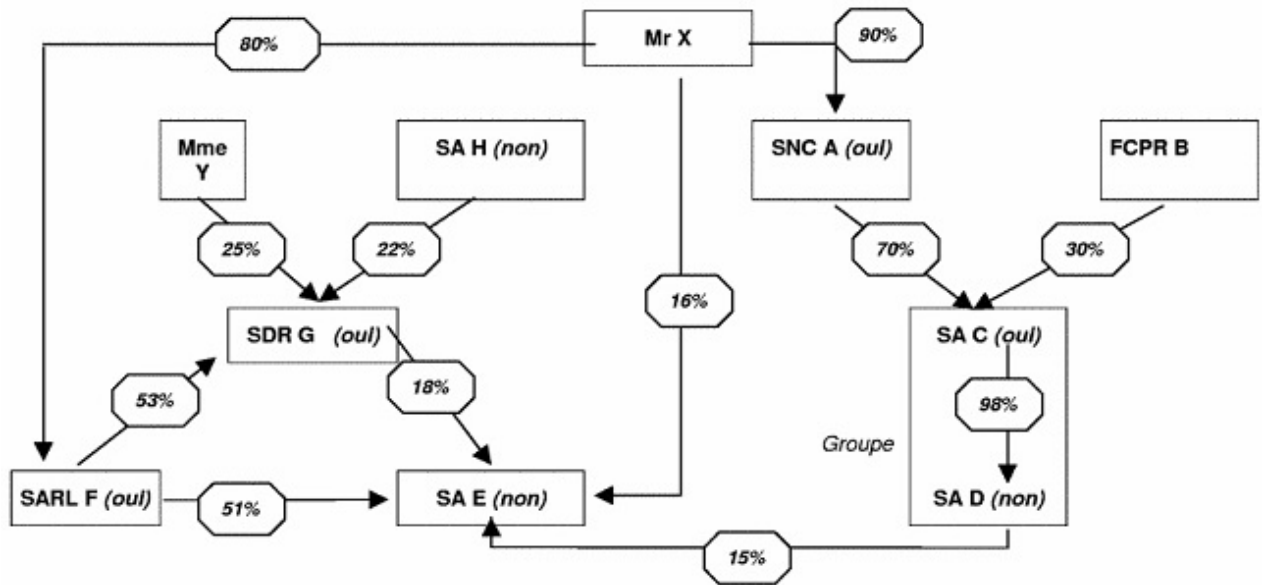 80%
Mr X
90%
Mme
Y
SA H (non)
SNC A (oul)
FCPR B
25%
22%
70%
30%
16%
SDR G (oul)
SA C (oul)
53%
18%
98%
Groupe
SARL F (oul)
51%
SA E (non)
SA D (non)
15%